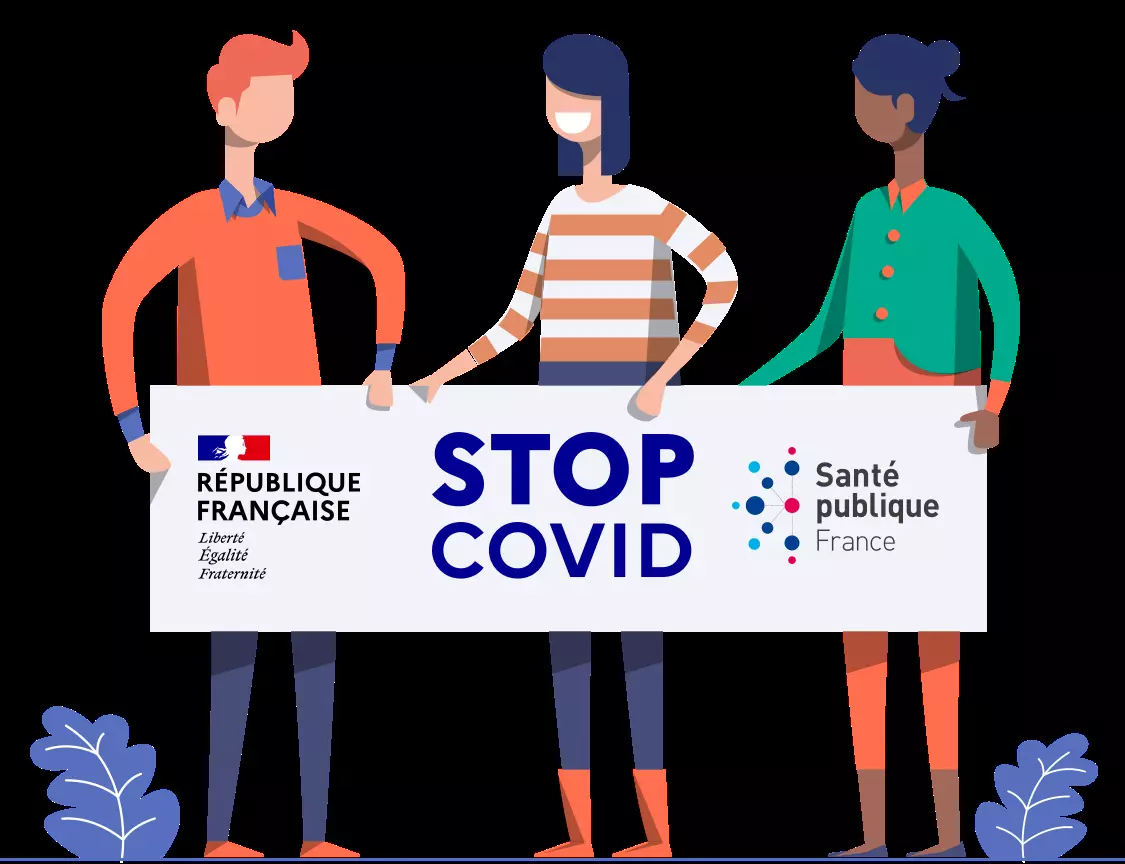 RÉPUBLIQUE
FRANÇAISE
Liberté
Égalité
Fraternité
STOP
COVID
Santé
publique
France